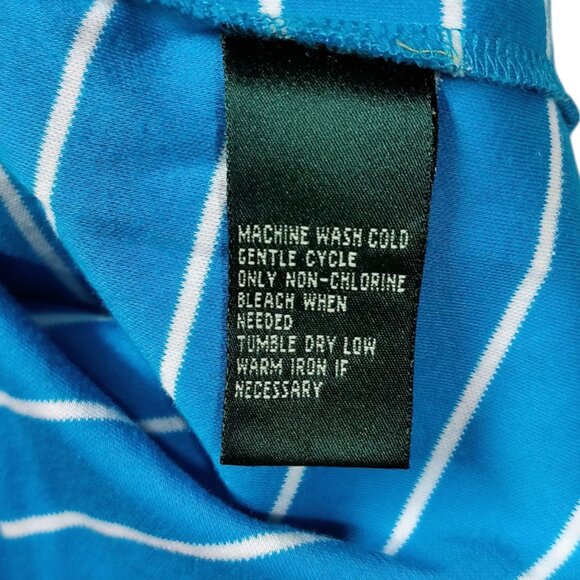 MACHINE WASH COLD
GENTLE CYCLE
ONLY NON-CHLORINE
BLEACH WHEN
NEEDED
TUMBLE DRY LOW
WARM IRON IF
NECESSARY